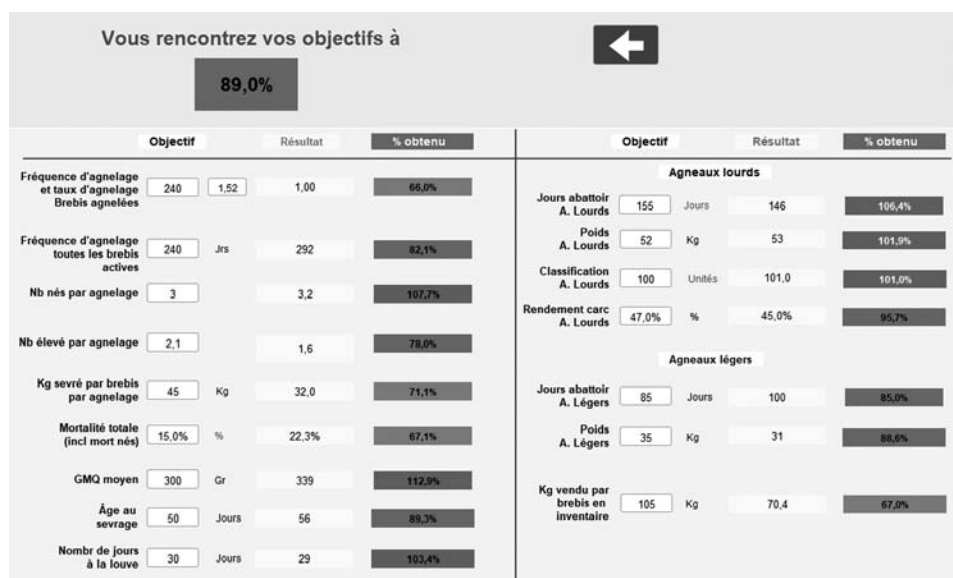 Vous rencontrez vos objectifs à
89,0%
Objectif Résultat % obtenu
Fréquence d'agnelage
et taux d'agnelage 240 1,52 1,00 66,0%
Brebis agnelées
Fréquence d'agnelage
toutes les brebis 240 Jrs 292 82,1%
actives
Nb nés par agnelage 3 3,2 107,7%
Nb élevé par agnelage 2,1 1,6 78,0%
Kg sevré par brebis
par agnelage 45 Kg 32,0 71,1%
Mortalité totale
(incl mort nés) 15,0% % 22,3% 67,1%
GMQ moyen 300 Gr 339 112,9%
Âge au
sevrage 50 Jours 56 89,3%
Nombr de jours
à la louve 30 Jours 29 103,4%
Objectif Résultat % obtenu
Agneaux lourds
Jours abattoir
A. Lourds 155 Jours 146 106,4%
Poids
A. Lourds 52 Kg 53 101,9%
Classification
A. Lourds 100 Unités 101,0 101,0%
Rendement carc
A. Lourds 47,0% % 45,0% 95,7%
Agneaux légers
Jours abattoir
A. Légers 85 Jours 100 85,0%
Poids
A. Légers 35 Kg 31 88,6%
Kg vendu par
brebis en 105 Kg 70,4 67,0%
inventaire